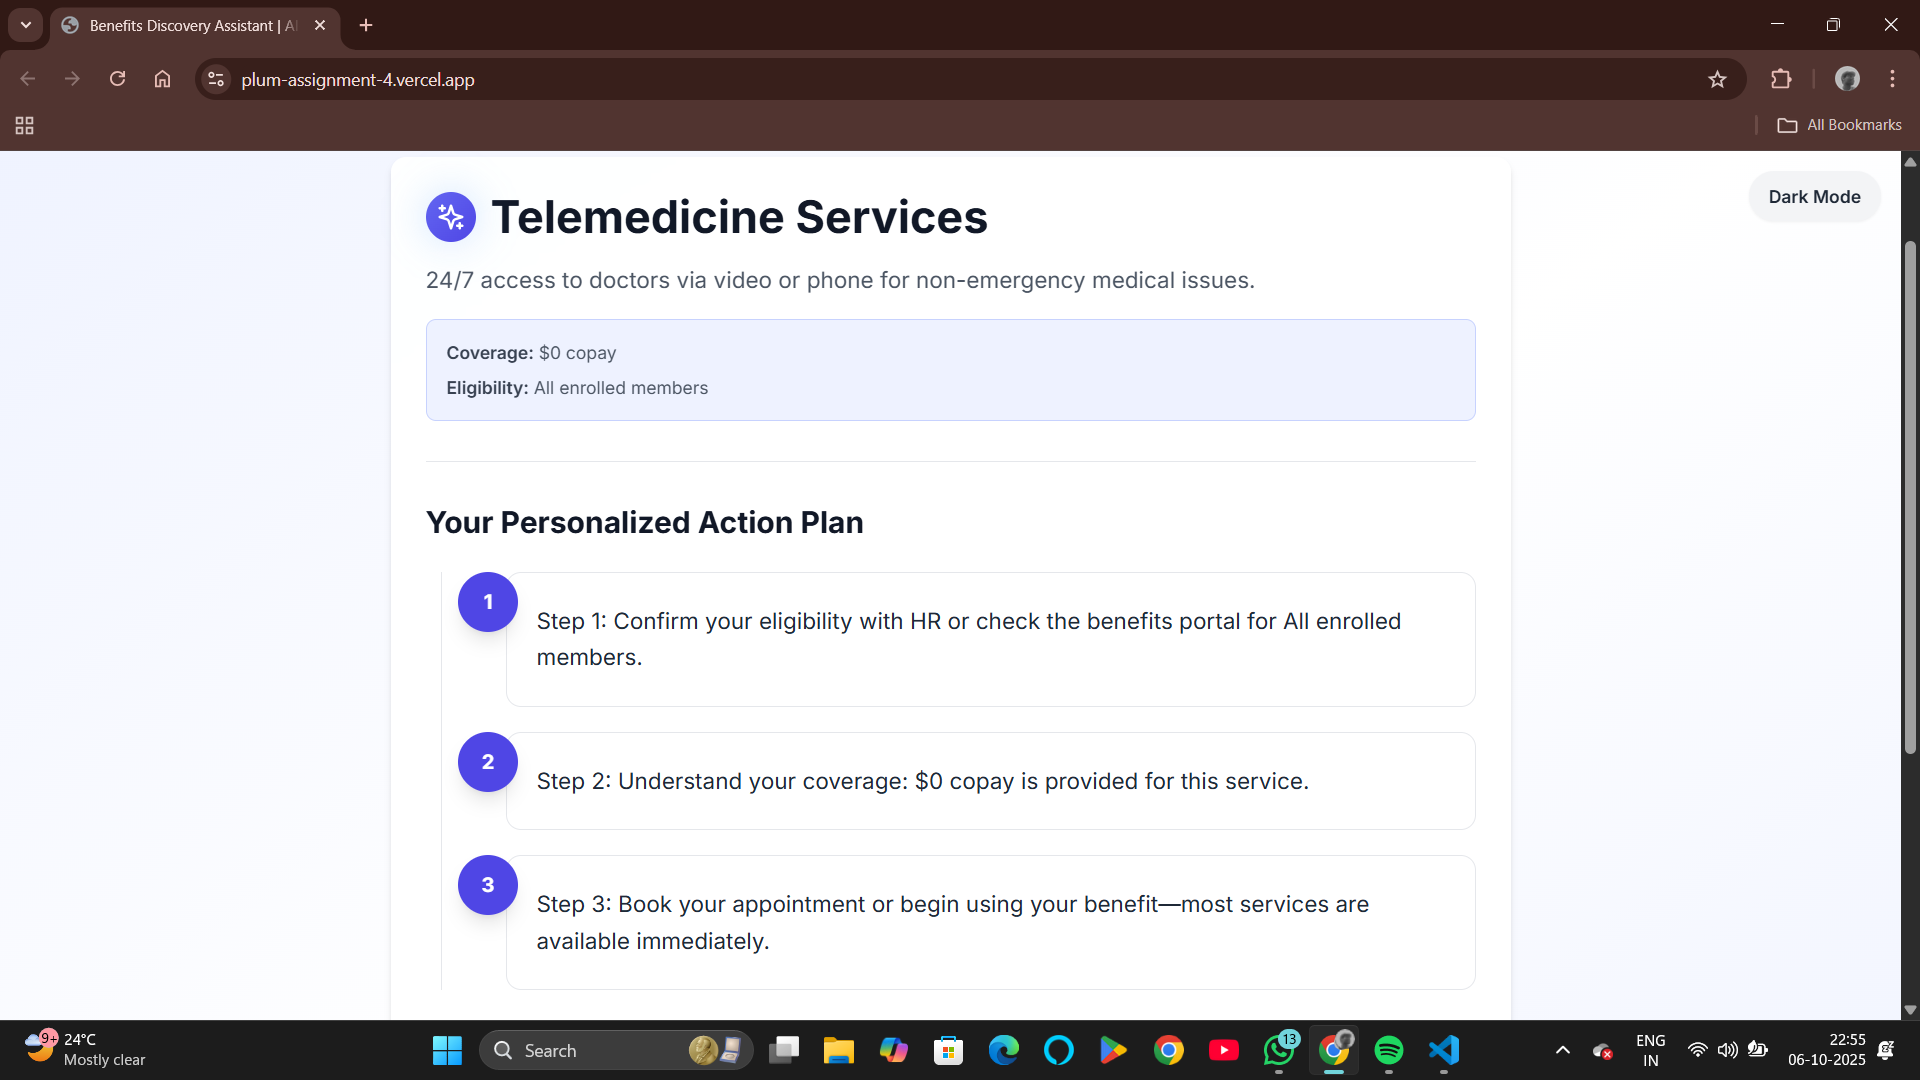 Benefits Discovery Assistant | AI
plum-assignment-4.vercel.app
All Bookmarks
Dark Mode
Telemedicine Services
24/7 access to doctors via video or phone for non-emergency medical issues.
Coverage: $0 copay
Eligibility: All enrolled members
Your Personalized Action Plan
1
Step 1: Confirm your eligibility with HR or check the benefits portal for All enrolled
members.
2
Step 2: Understand your coverage: $0 copay is provided for this service.
3
Step 3: Book your appointment or begin using your benefit—most services are
available immediately.
9+
24°C
Mostly clear
Search
13
ENG
IN
22:55
06-10-2025